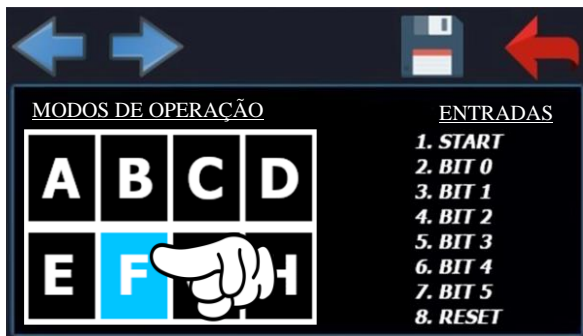 MODOS DE OPERAÇÃO
ENTRADAS
A B C D
E F H
1. START
2. BIT 0
3. BIT 1
4. BIT 2
5. BIT 3
6. BIT 4
7. BIT 5
8. RESET